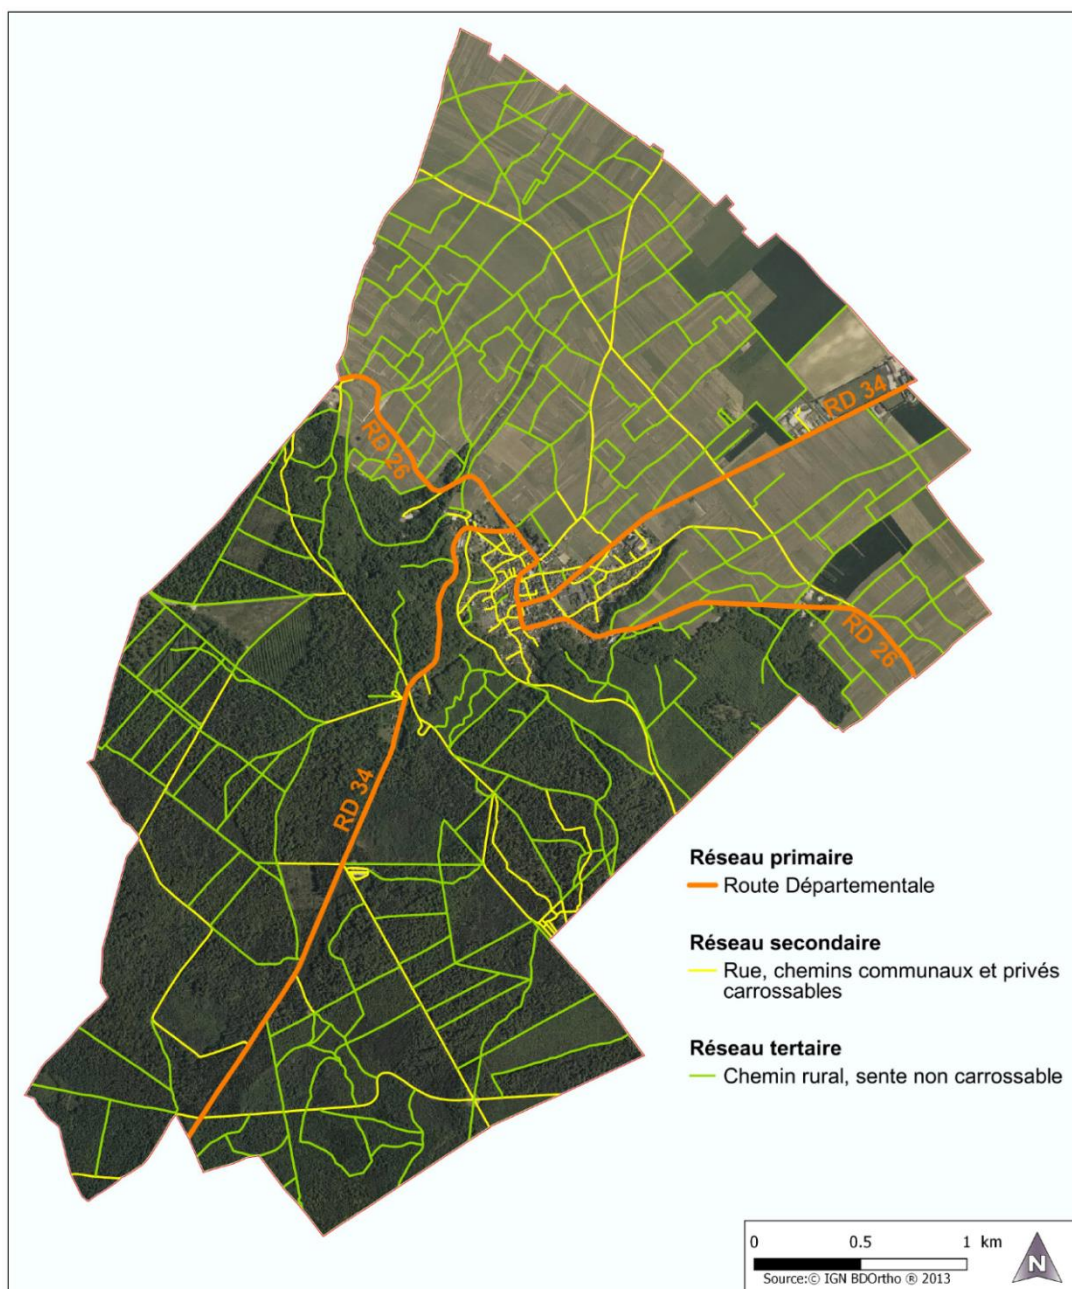 RD 34
RD 26
RD 26
RD 34
Réseau primaire
Route Départementale
Réseau secondaire
Rue, chemins communaux et privés
carrossables
Réseau tertaire
Chemin rural, sente non carrossable
0 0.5 1 km
Source:© IGN BDOrtho ® 2013
N